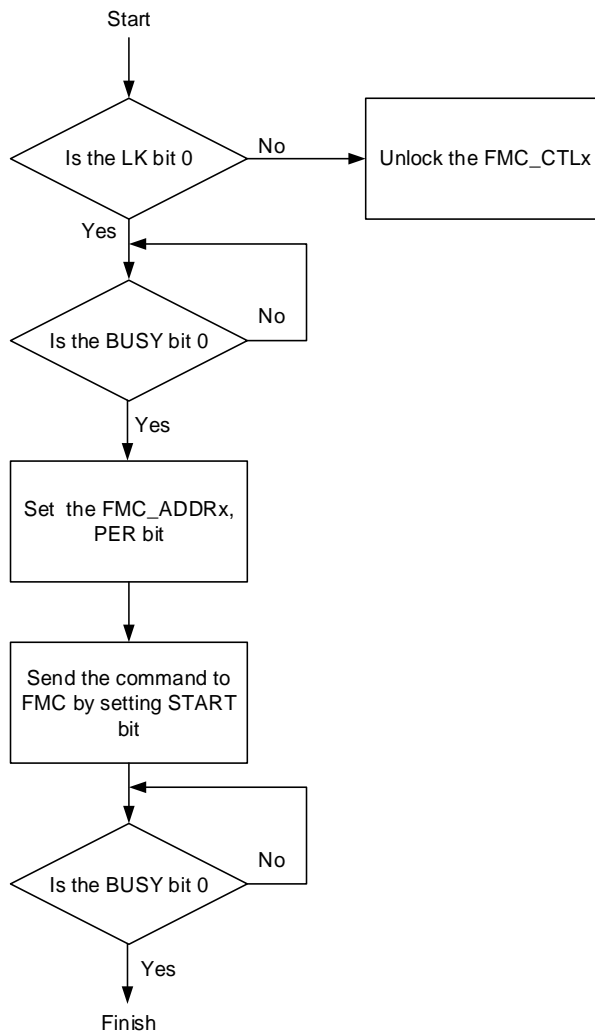 Start
Is the LK bit 0
No
Unlock the FMC_CTLx
Yes
Is the BUSY bit 0
No
Yes
Set the FMC_ADDRx,
PER bit
Send the command to
FMC by setting START
bit
Is the BUSY bit 0
No
Yes
Finish